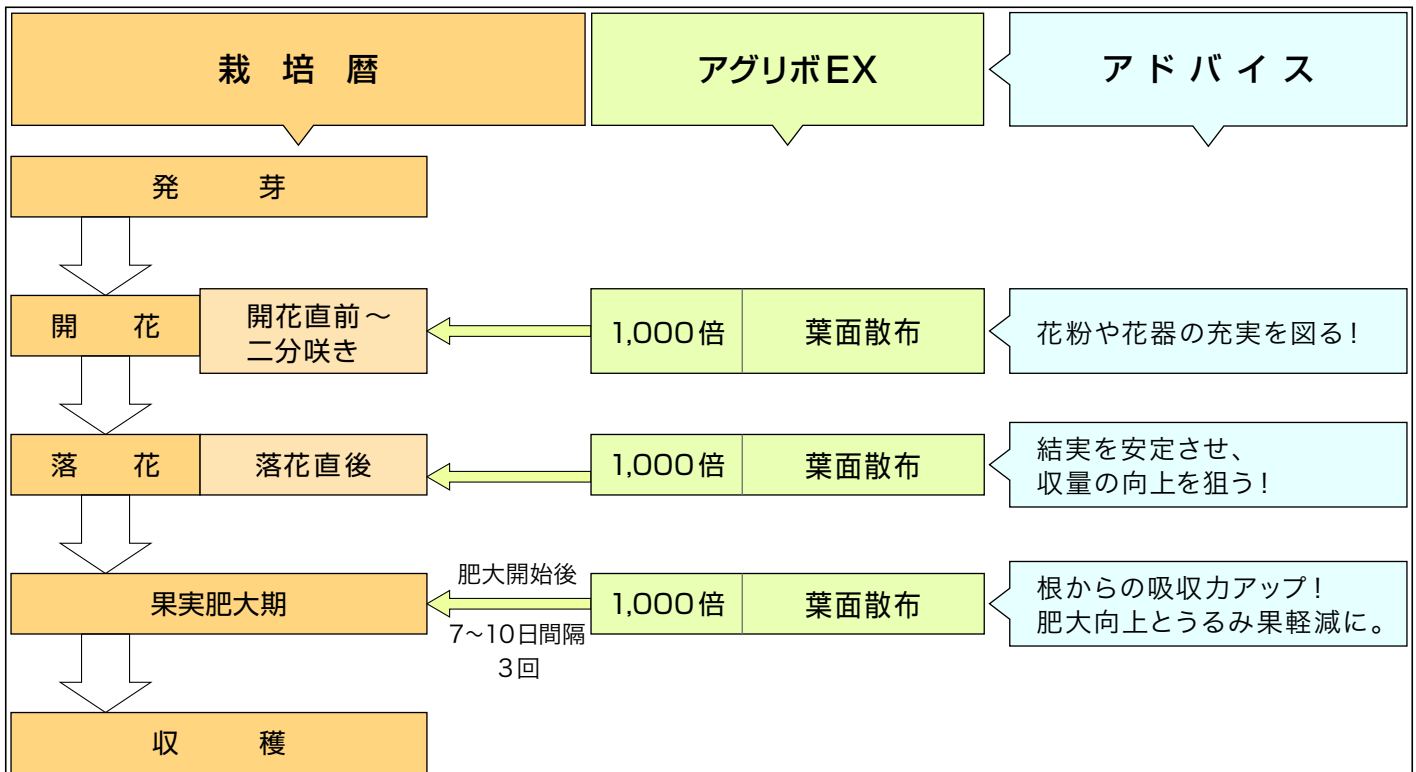 栽培暦
アグリボEX
アドバイス
発芽
開花
開花直前～
二分咲き
1,000倍
葉面散布
花粉や花器の充実を図る！
落花
落花直後
1,000倍
葉面散布
結実を安定させ、
収量の向上を狙う！
果実肥大期
肥大開始後
7～10日間隔
3回
1,000倍
葉面散布
根からの吸収力アップ！
肥大向上とうるみ果軽減に。
収穫